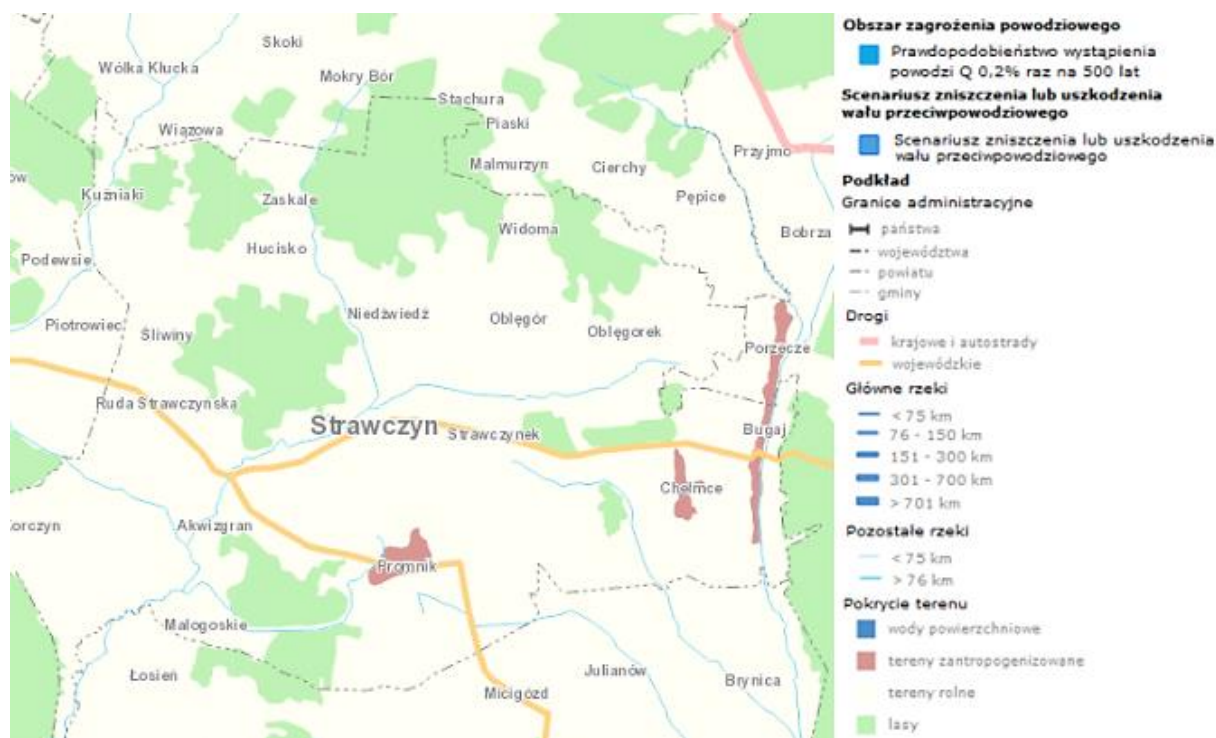 Skoki
Wólka Kłucka
Mokry Bór
Stachura
Piaski
Wiązowa
Malmurzyn
Cierchy
Przyjmo
ow
Kuźniaki
Zaskale
Pępice
Widoma
Bobrza
Hucisko
Podewsie
Piotrowiec
Śliwiny
Niedźwiedź
Oblęgór
Oblęgorek
Porzecze
Ruda Strawczynska
Strawczyn
Strawczynek
Bugaj
Chełmce
orczyn
Akwizgran
Promnik
Małogoskie
Łosień
Julianów
Brynica
Micigózd
Obszar zagrożenia powodziowego
Prawdopodobieństwo wystąpienia
powodzi Q 0,2% raz na 500 lat
Scenariusz zniszczenia lub uszkodzenia
wału przeciwpowodziowego
Scenariusz zniszczenia lub uszkodzenia
wału przeciwpowodziowego
Podkład
Granice administracyjne
państwa
województwa
powiatu
gminy
Drogi
krajowe i autostrady
wojewódzkie
Główne rzeki
< 75 km
76 - 150 km
151 - 300 km
301 - 700 km
> 701 km
Pozostałe rzeki
< 75 km
> 76 km
Pokrycie terenu
wody powierzchniowe
tereny zantropogenizowane
tereny rolne
lasy